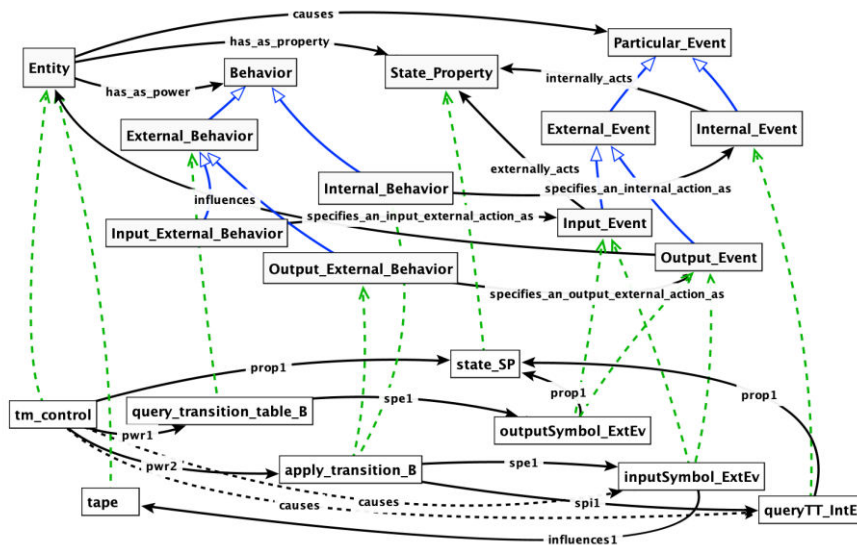 causes
Particular_Event
has_as_property
Entity
Behavior
State_Property
internally_acts
has_as_power
External_Behavior
External_Event
Internal_Event
externally_acts
Internal_Behavior
specifies_an_internal_action_as
influences
specifies_an_input_external_action_as
Input_Event
Input_External_Behavior
Output_Event
Output_External_Behavior
specifies_an_output_external_action_as
prop1
state_SP
prop1
prop1
tm_control
query_transition_table_B
spe1
outputSymbol_ExtEv
pwr1
pwr2
apply_transition_B
spe1
inputSymbol_ExtEv
tape
causes
causes
spi1
queryTT_IntE
influences1